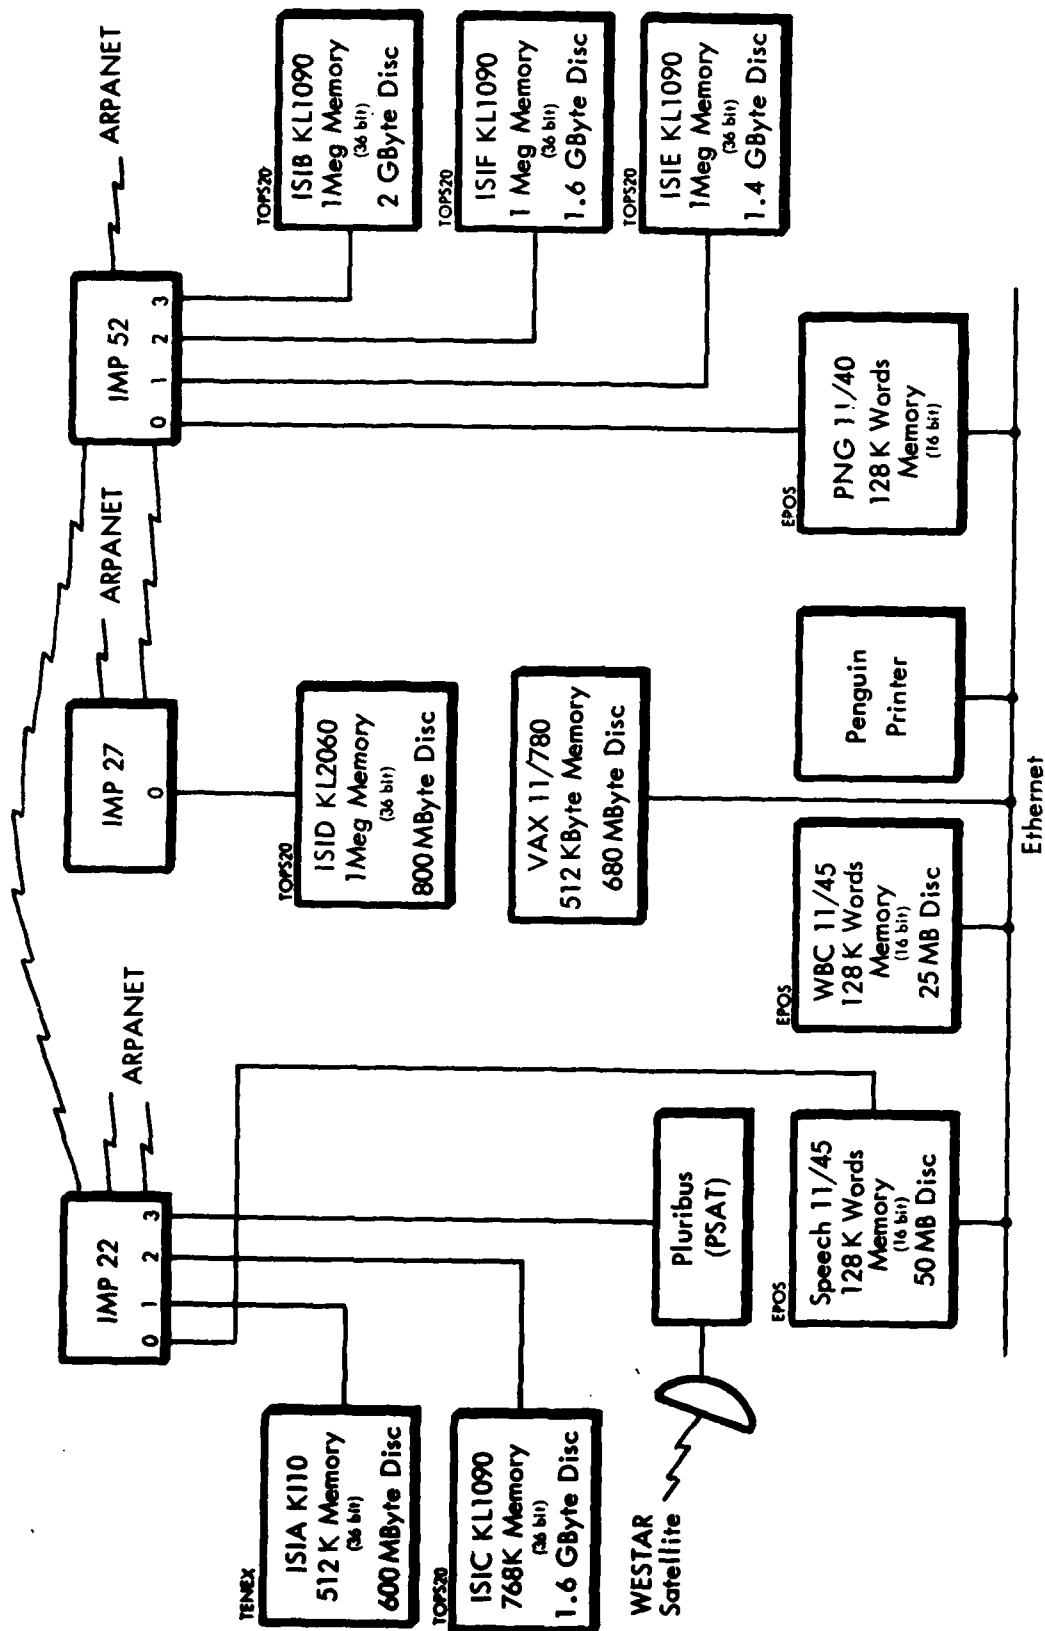 ARPANET
ARPANET
ARPANET
IMP 22
0 1 2 3
IMP 27
0
IMP 52
0 1 2 3
TENEX
ISIA KI10
512 K Memory
(36 bit)
600 MByte Disc
TOPS20
ISIC KL1090
768K Memory
(36 bit)
1.6 GByte Disc
WESTAR
Satellite
Pluribus
(PSAT)
TOPS20
ISID KL2060
1Meg Memory
(36 bit)
800 MByte Disc
VAX 11/780
512 KByte Memory
680 MByte Disc
TOPS20
ISIB KL1090
1Meg Memory
(36 bit)
2 GByte Disc
TOPS20
ISIF KL1090
1 Meg Memory
(36 bit)
1.6 GByte Disc
TOPS20
ISIE KL1090
1Meg Memory
(36 bit)
1.4 GByte Disc
EPOS
Speech 11/45
128 K Words
Memory
(16 bit)
50 MB Disc
EPOS
WBC 11/45
128 K Words
Memory
(16 bit)
25 MB Disc
Penguin
Printer
EPOS
PNG 11/40
128 K Words
Memory
(16 bit)
Ethernet